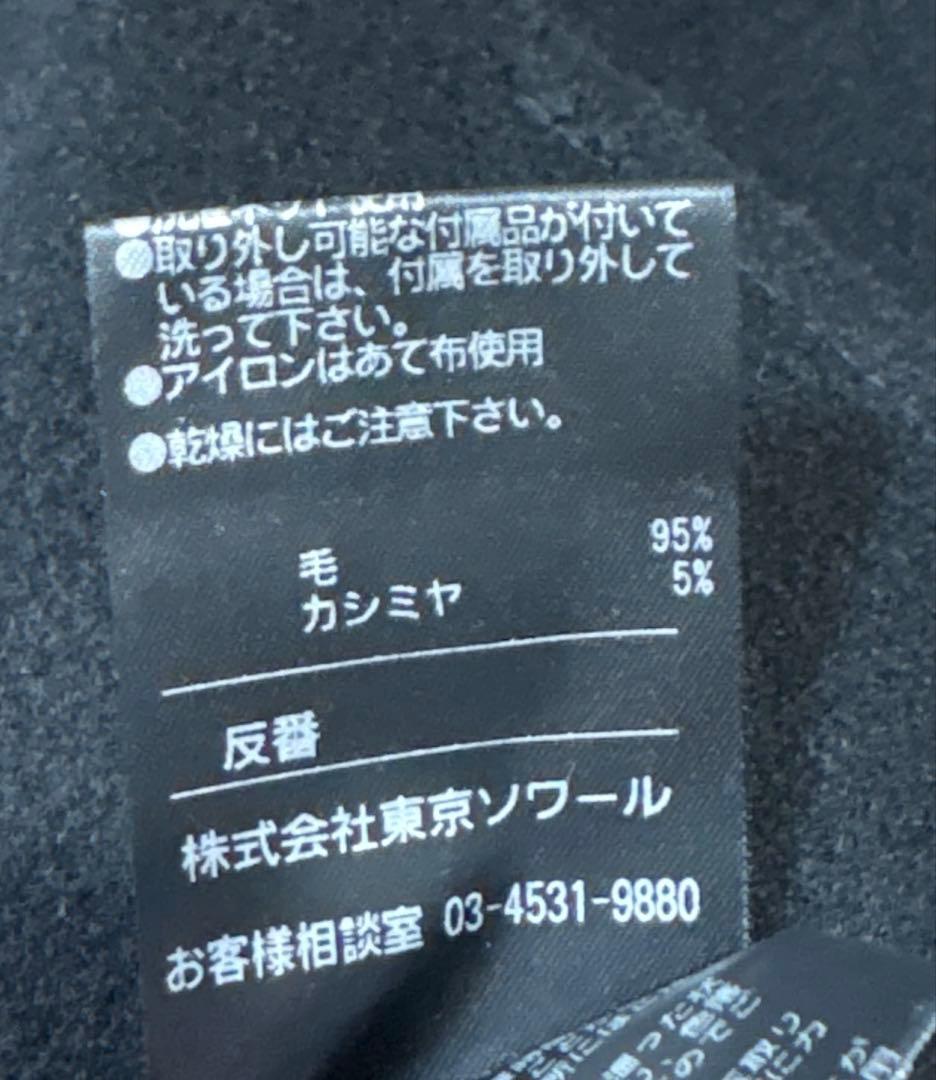 ●取り外し可能な付属品が付いて
いる場合は、付属を取り外して
洗って下さい。
●アイロンはあて布使用
●乾燥にはご注意下さい。
毛 95%
カシミヤ 5%
反番
株式会社東京ソワール
お客様相談室 03-4531-9880